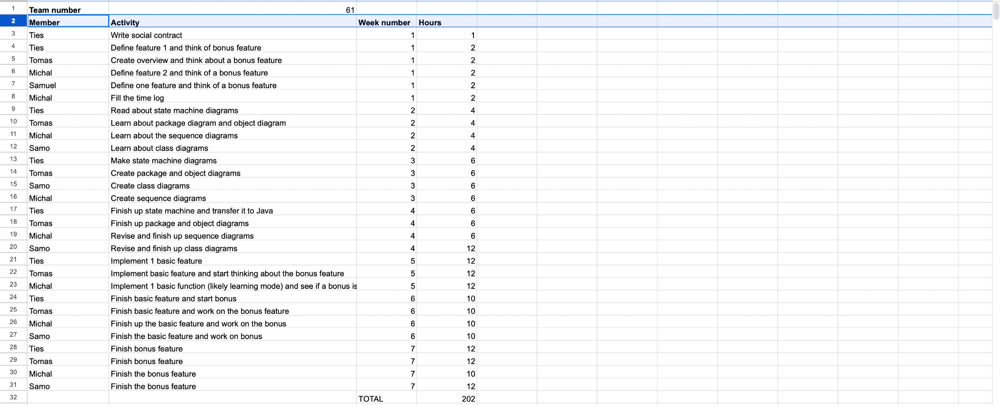 1 Team number 61
2 Member Activity Week number Hours
3 Ties Write social contract 1 1
4 Ties Define feature 1 and think of bonus feature 1 2
5 Tomas Create overview and think about a bonus feature 1 2
6 Michal Define feature 2 and think of a bonus feature 1 2
7 Samuel Define one feature and think of a bonus feature 1 2
8 Michal Fill the time log 1 2
9 Ties Read about state machine diagrams 2 4
10 Tomas Learn about package diagram and object diagram 2 4
11 Michal Learn about the sequence diagrams 2 4
12 Samo Learn about class diagrams 2 4
13 Ties Make state machine diagrams 3 6
14 Tomas Create package and object diagrams 3 6
15 Samo Create class diagrams 3 6
16 Michal Create sequence diagrams 3 6
17 Ties Finish up state machine and transfer it to Java 4 6
18 Tomas Finish up package and object diagrams 4 6
19 Michal Revise and finish up sequence diagrams 4 6
20 Samo Revise and finish up class diagrams 4 12
21 Ties Implement 1 basic feature 5 12
22 Tomas Implement basic feature and start thinking about the bonus feature 5 12
23 Michal Implement 1 basic function (likely learning mode) and see if a bonus is 5 12
24 Ties Finish basic feature and start bonus 6 10
25 Tomas Finish basic feature and work on the bonus feature 6 10
26 Michal Finish up the basic feature and work on the bonus 6 10
27 Samo Finish the basic feature and work on bonus 6 10
28 Ties Finish bonus feature 7 12
29 Tomas Finish bonus feature 7 12
30 Michal Finish the bonus feature 7 10
31 Samo Finish the bonus feature 7 12
32 TOTAL 202